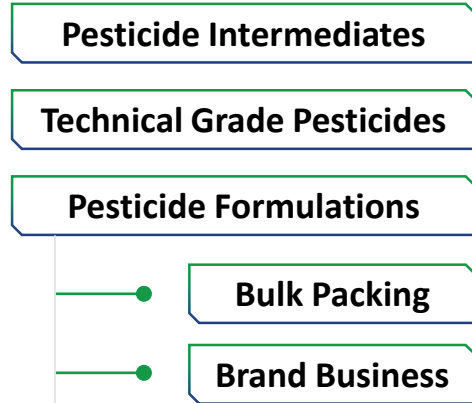 Pesticide Intermediates
Technical Grade Pesticides
Pesticide Formulations
Bulk Packing
Brand Business